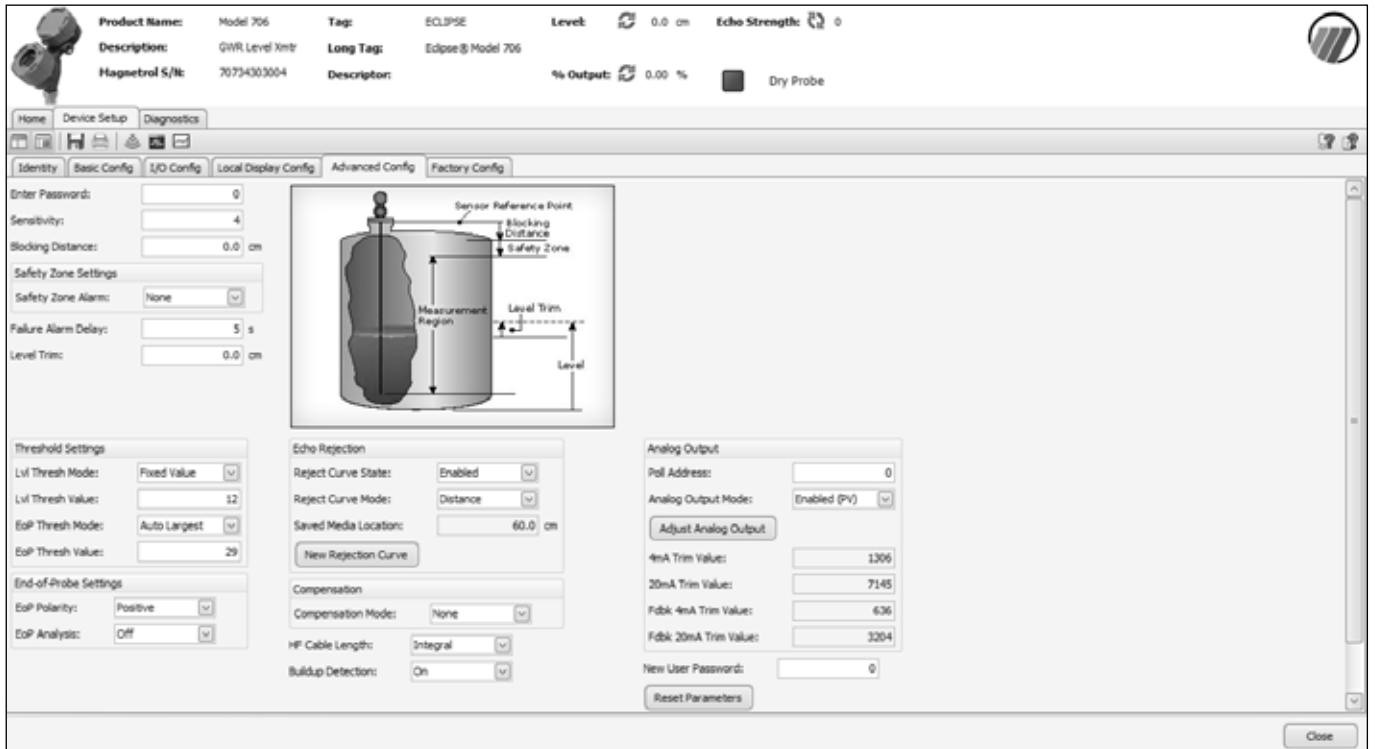 Product Name: Model 706 Tag: ECLIPSE Level: 0.0 cm Echo Strength: 0
Description: GWR Level Xmtr Long Tag: Eclipse® Model 706
Magnetrol S/N: 70734303004 Descriptor: % Output: 0.00 % Dry Probe
Home Device Setup Diagnostics
Identity Basic Config I/O Config Local Display Config Advanced Config Factory Config
Enter Password: 0
Sensitivity: 4
Blocking Distance: 0.0 cm
Safety Zone Settings
Safety Zone Alarm: None
Failure Alarm Delay: 5 s
Level Trim: 0.0 cm
Sensor Reference Point
Blocking
Distance
Safety Zone
Measurement
Region
Level Trim
Level
Threshold Settings
Lvl Thresh Mode: Fixed Value
Lvl Thresh Value: 12
EoP Thresh Mode: Auto Largest
EoP Thresh Value: 29
End-of-Probe Settings
EoP Polarity: Positive
EoP Analysis: Off
Echo Rejection
Reject Curve State: Enabled
Reject Curve Mode: Distance
Saved Media Location: 60.0 cm
New Rejection Curve
Compensation
Compensation Mode: None
HF Cable Length: Integral
Buildup Detection: On
Analog Output
Poll Address: 0
Analog Output Mode: Enabled (PV)
Adjust Analog Output
4mA Trim Value: 1306
20mA Trim Value: 7145
Fdbk 4mA Trim Value: 636
Fdbk 20mA Trim Value: 3204
New User Password: 0
Reset Parameters
Close